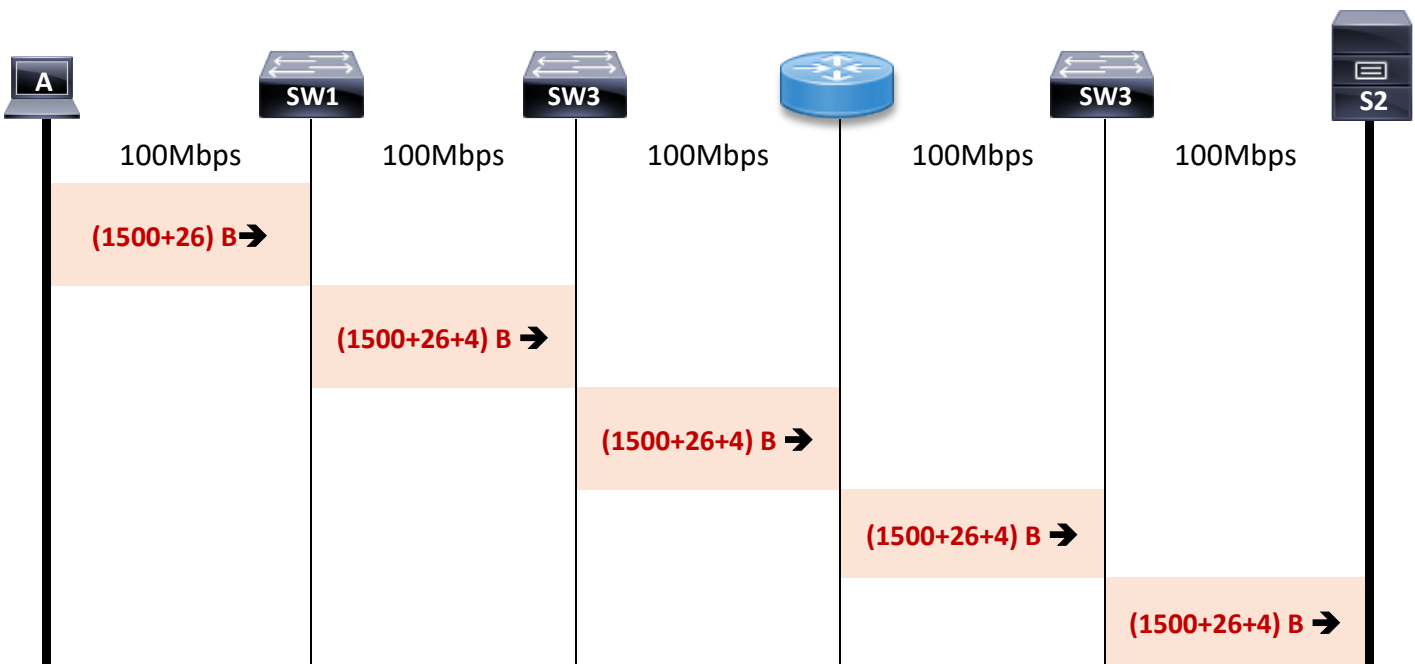 A
SW1
SW3
SW3
S2
100Mbps
100Mbps
100Mbps
100Mbps
100Mbps
(1500+26) B➔
(1500+26+4) B ➔
(1500+26+4) B ➔
(1500+26+4) B ➔
(1500+26+4) B ➔